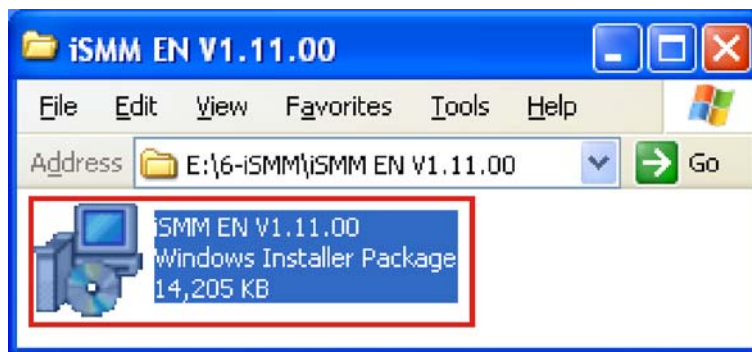 iSMM EN V1.11.00
File Edit View Favorites Tools Help
Address E:\6-iSMM\iSMM EN V1.11.00 Go
iSMM EN V1.11.00
Windows Installer Package
14,205 KB